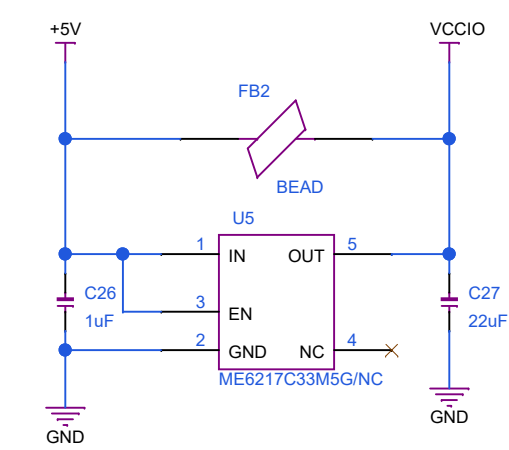 +5V
VCCIO
FB2
BEAD
U5
1
IN
OUT
5
C26
1uF
3
EN
C27
22uF
2
GND
NC
4
ME6217C33M5G/NC
GND
GND